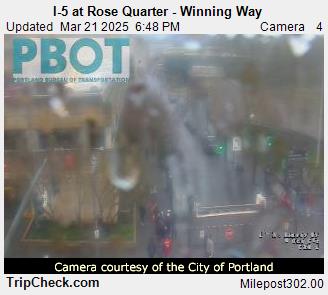 I-5 at Rose Quarter - Winning Way
Updated Mar 21 2025 6:48 PM Camera 4
PBOT
PORTLAND BUREAU OF TRANSPORTATION
Camera courtesy of the City of Portland
TripCheck.com Milepost302.00